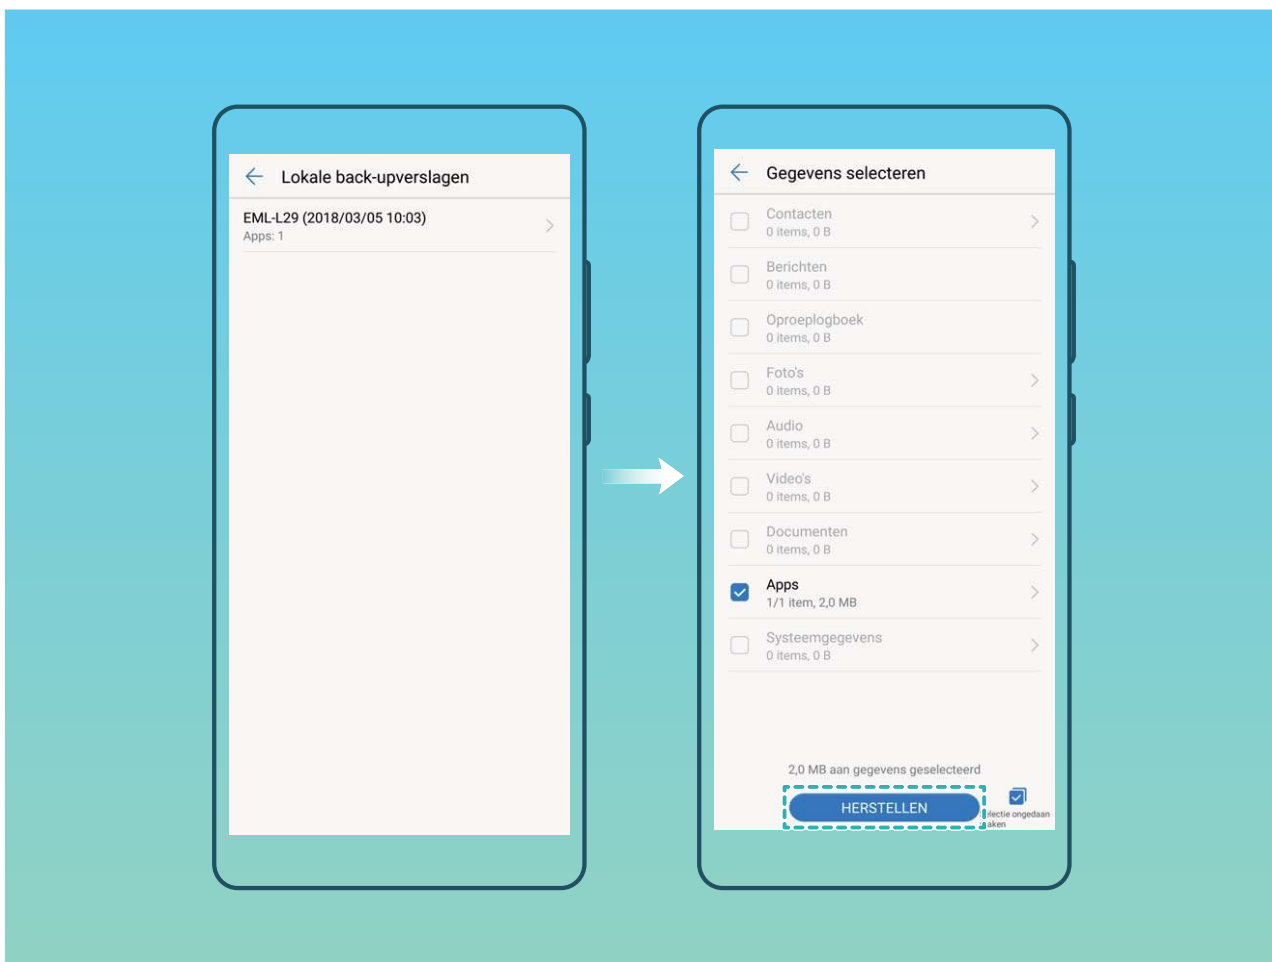 Lokale back-upverslagen
EML-L29 (2018/03/05 10:03)
Apps: 1
Gegevens selecteren
Contacten
0 items, 0 B
Berichten
0 items, 0 B
Oproeplogboek
0 items, 0 B
Foto's
0 items, 0 B
Audio
0 items, 0 B
Video's
0 items, 0 B
Documenten
0 items, 0 B
Apps
1/1 item, 2,0 MB
Systeemgegevens
0 items, 0 B
2,0 MB aan gegevens geselecteerd
HERSTELLEN
ongedaan